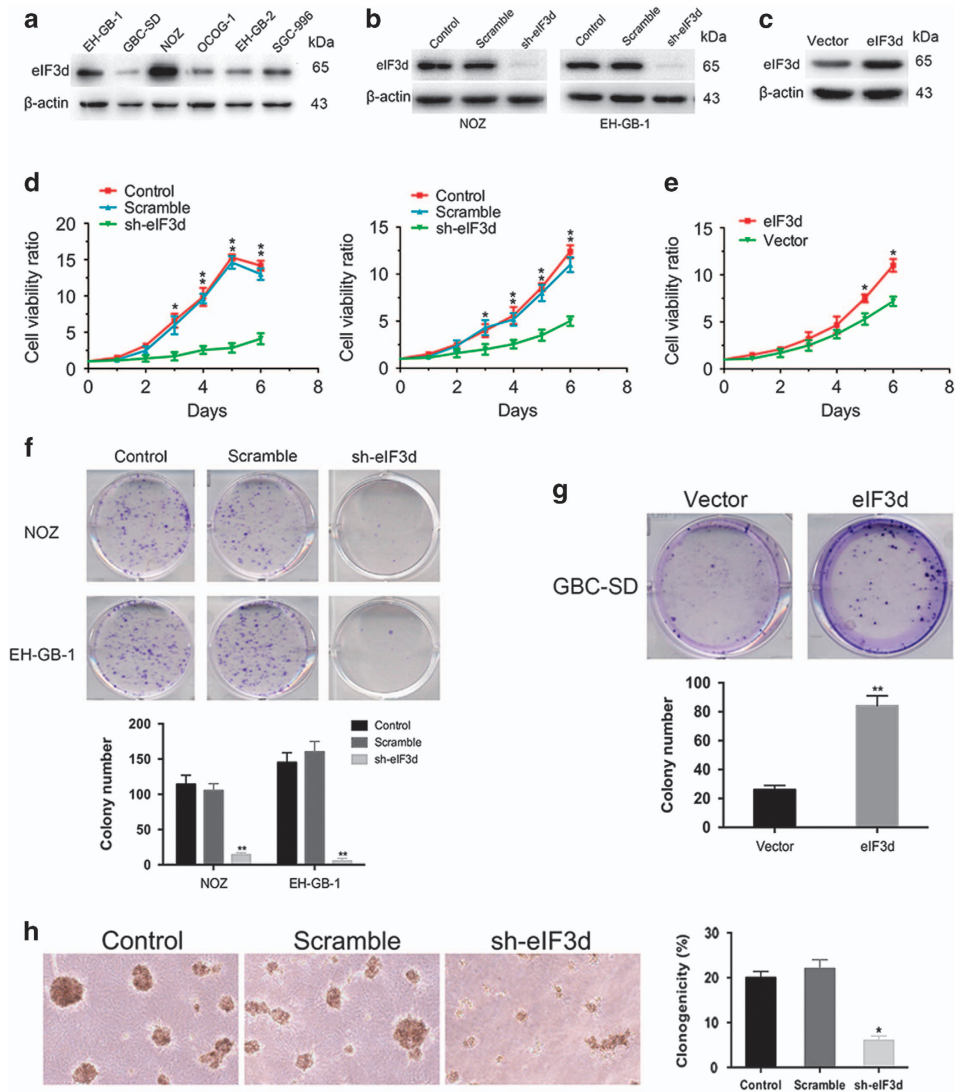 a
EH-GB-1 GBC-SD NOZ OCOG-1 EH-GB-2 SGC-996 kDa
eIF3d 65
β-actin 43
b
Control Scramble sh-eIF3d Control Scramble sh-eIF3d kDa
eIF3d 65
β-actin 43
NOZ EH-GB-1
c
Vector eIF3d kDa
eIF3d 65
β-actin 43
d
Control
Scramble
sh-eIF3d
Cell viability ratio
20
15
10
5
0
** **
**
*
0 2 4 6 8
Days
Control
Scramble
sh-eIF3d
Cell viability ratio
15
10
5
0
**
**
**
*
0 2 4 6 8
Days
e
eIF3d
Vector
Cell viability ratio
15
10
5
0
*
*
0 2 4 6 8
Days
f
Control Scramble sh-eIF3d
NOZ
EH-GB-1
Colony number
200
150
100
50
0
Control
Scramble
sh-eIF3d
** **
NOZ EH-GB-1
g
Vector eIF3d
GBC-SD
Colony number
100
80
60
40
20
0
**
Vector eIF3d
h
Control Scramble sh-eIF3d
Clonogenicity (%)
30
20
10
0
*
Control Scramble sh-eIF3d